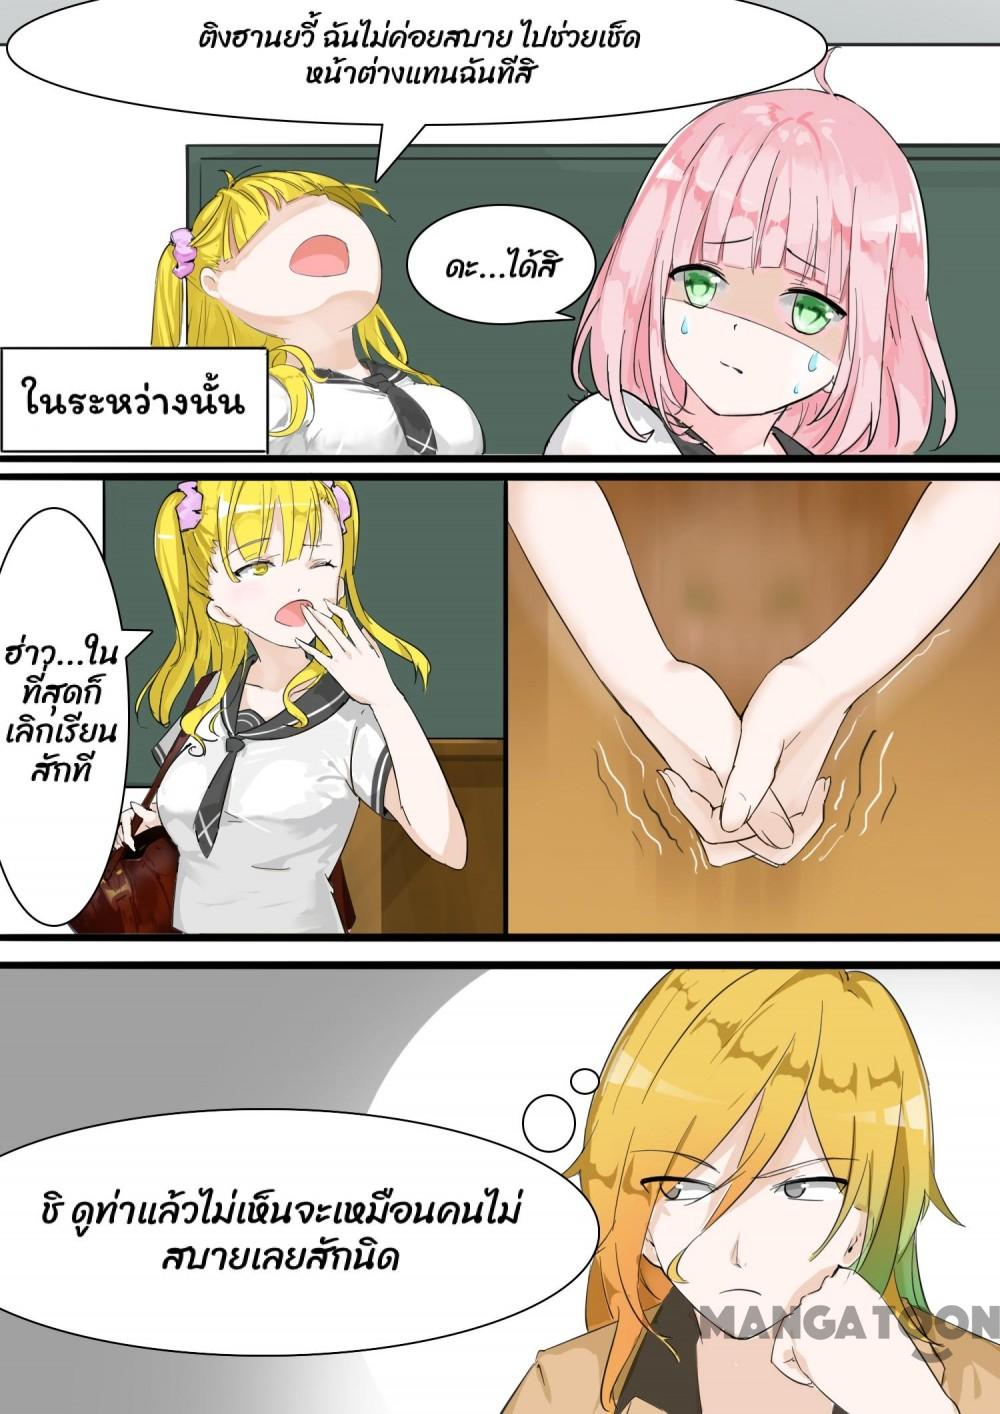 ติงฮานยวี้ ฉันไม่ค่อยสบาย ไปช่วยเช็ด
หน้าต่างแทนฉันทีสิ
ดะ...ได้สิ
ในระหว่างนั้น
ฮ่าว...ใน
ที่สุดก็
เลิกเรียน
สักที
ชิ ดูท่าแล้วไม่เห็นจะเหมือนคนไม่
สบายเลยสักนิด
MANGATOON